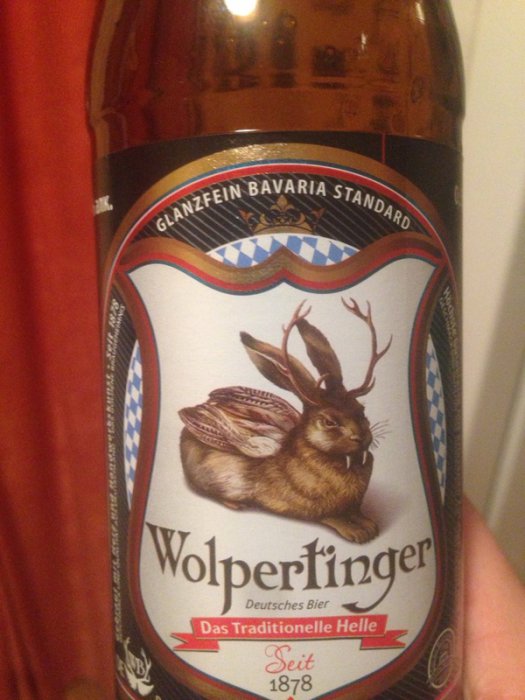 GLANZFEIN BAVARIA STANDARD
Wolpertinger
Deutsches Bier
Das Traditionelle Helle
Seit
1878